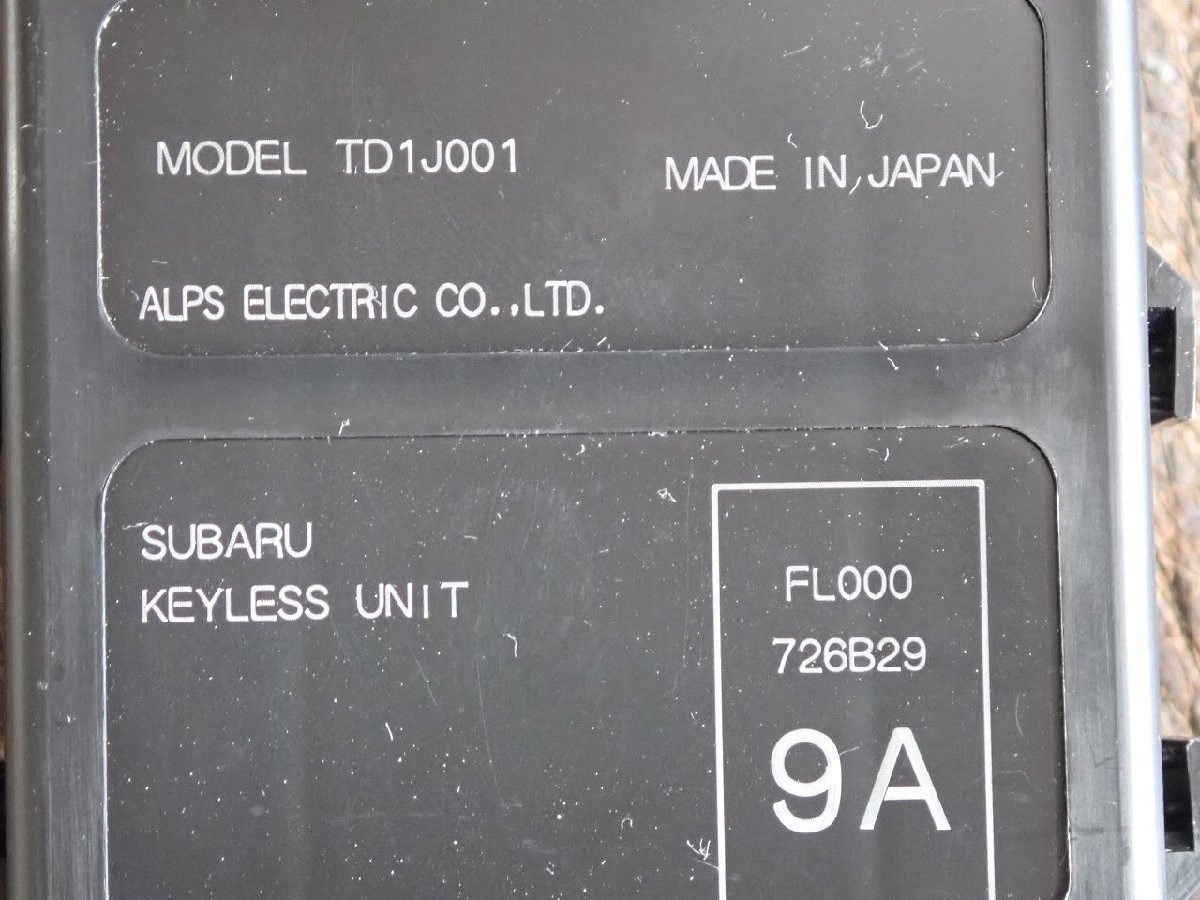 MODEL TD1J001
MADE IN JAPAN
ALPS ELECTRIC CO.,LTD.
SUBARU
KEYLESS UNIT
FL000
726B29
9A